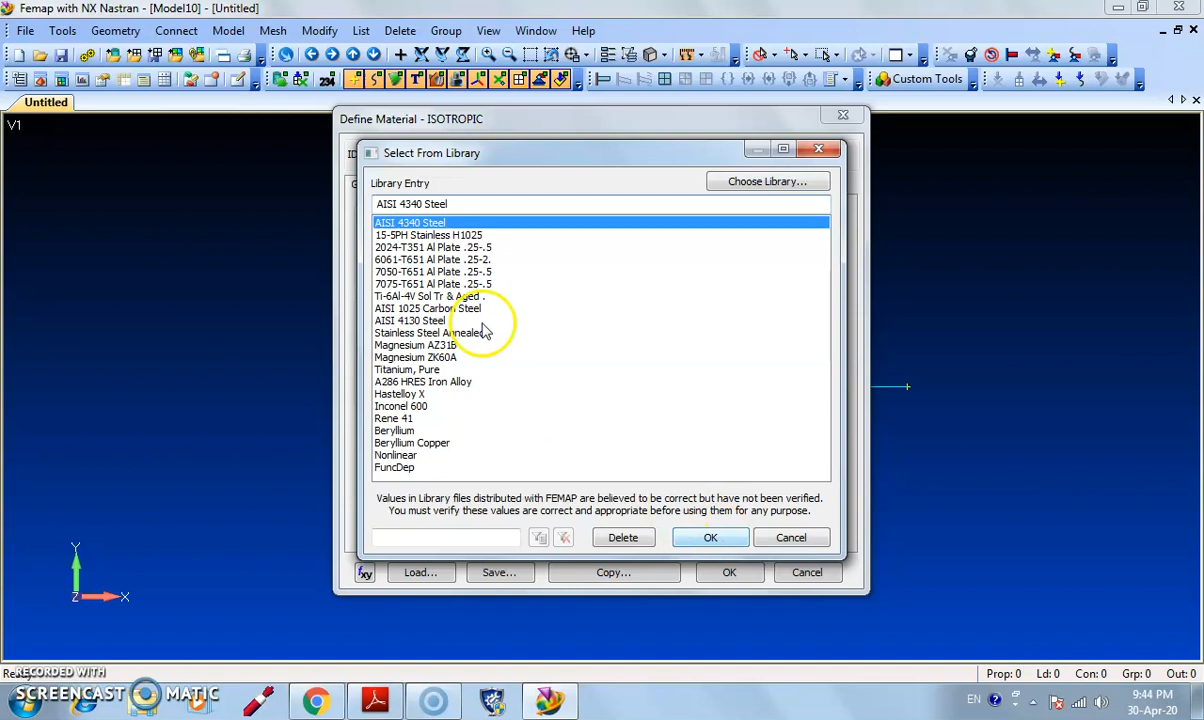 Femap with NX Nastran - [Model10] - [Untitled]
File Tools Geometry Connect Model Mesh Modify List Delete Group View Window Help
234
Custom Tools
Untitled
V1
Define Material - ISOTROPIC
ID
Select From Library
Library Entry
Choose Library...
AISI 4340 Steel
AISI 4340 Steel
15-5PH Stainless H1025
2024-T351 Al Plate .25-.5
6061-T651 Al Plate .25-2.
7050-T651 Al Plate .25-.5
7075-T651 Al Plate .25-.5
Ti-6Al-4V Sol Tr & Aged .
AISI 1025 Carbon Steel
AISI 4130 Steel
Stainless Steel Annealed
Magnesium AZ31B
Magnesium ZK60A
Titanium, Pure
A286 HRES Iron Alloy
Hastelloy X
Inconel 600
Rene 41
Beryllium
Beryllium Copper
Nonlinear
FuncDep
Values in Library files distributed with FEMAP are believed to be correct but have not been verified.
You must verify these values are correct and appropriate before using them for any purpose.
Delete OK Cancel
fxy Load... Save... Copy... OK Cancel
Y
Z X
Ready
Prop: 0 Ld: 0 Con: 0 Grp: 0 Out: 0
RECORDED WITH
SCREENCAST MATIC
EN
9:44 PM
30-Apr-20